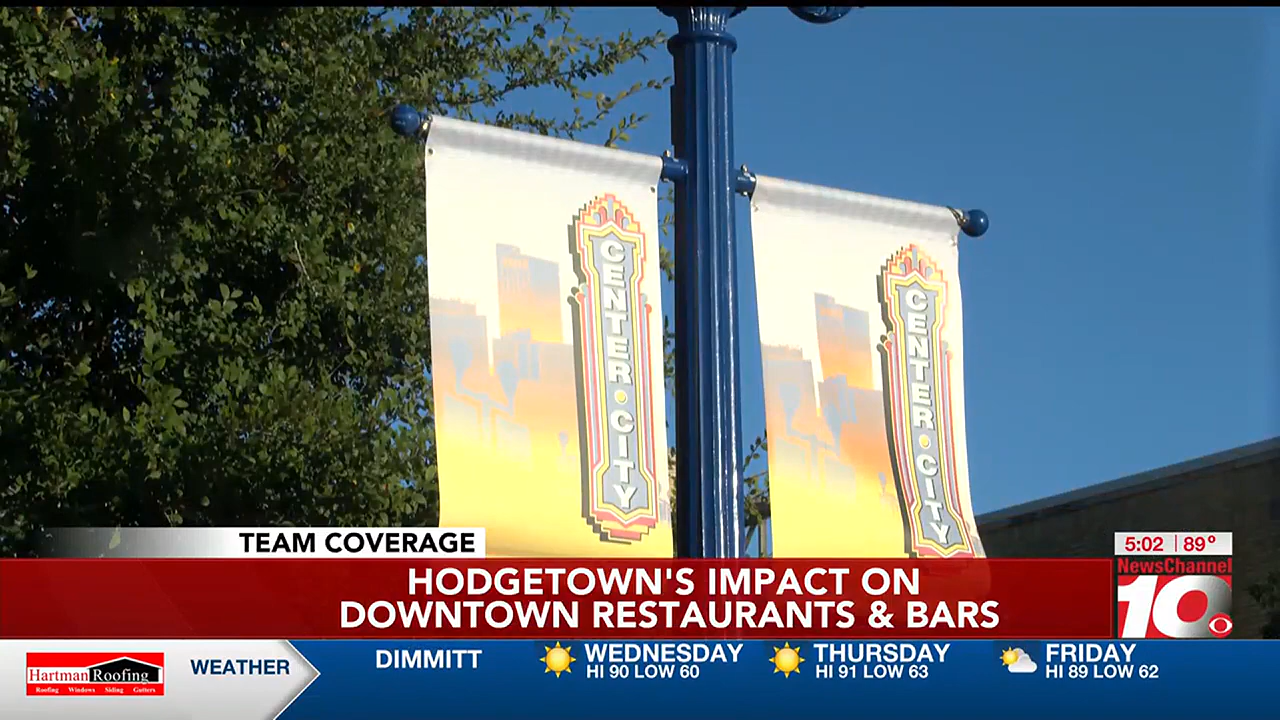 CENTER • CITY
CENTER • CITY
TEAM COVERAGE
HODGETOWN'S IMPACT ON
DOWNTOWN RESTAURANTS & BARS
5:02 | 89°
NewsChannel
10
Hartman Roofing
Roofing Windows Siding Gutters
WEATHER
DIMMITT
WEDNESDAY
HI 90 LOW 60
THURSDAY
HI 91 LOW 63
FRIDAY
HI 89 LOW 62